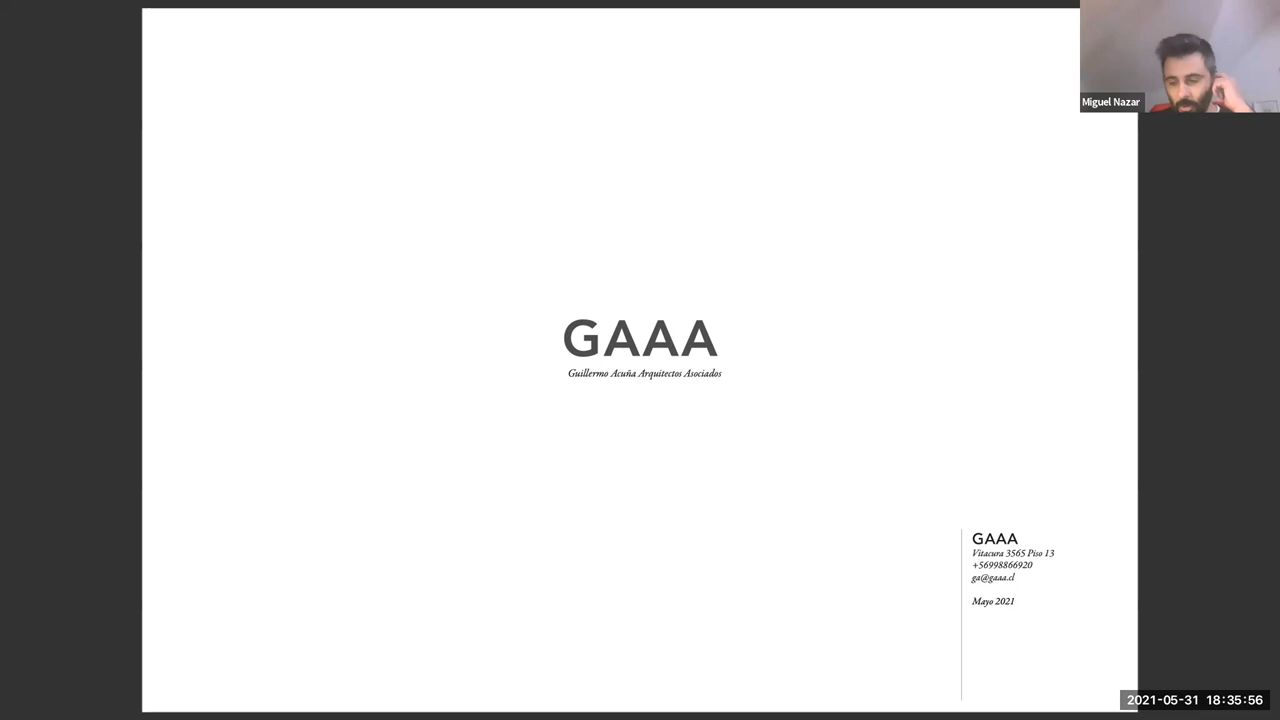 Miguel Nazar
GAAA
Guillermo Acuña Arquitectos Asociados
GAAA
Vitacura 3565 Piso 13
+56998866920
ga@gaaa.cl
Mayo 2021
2021-05-31 18:35:56